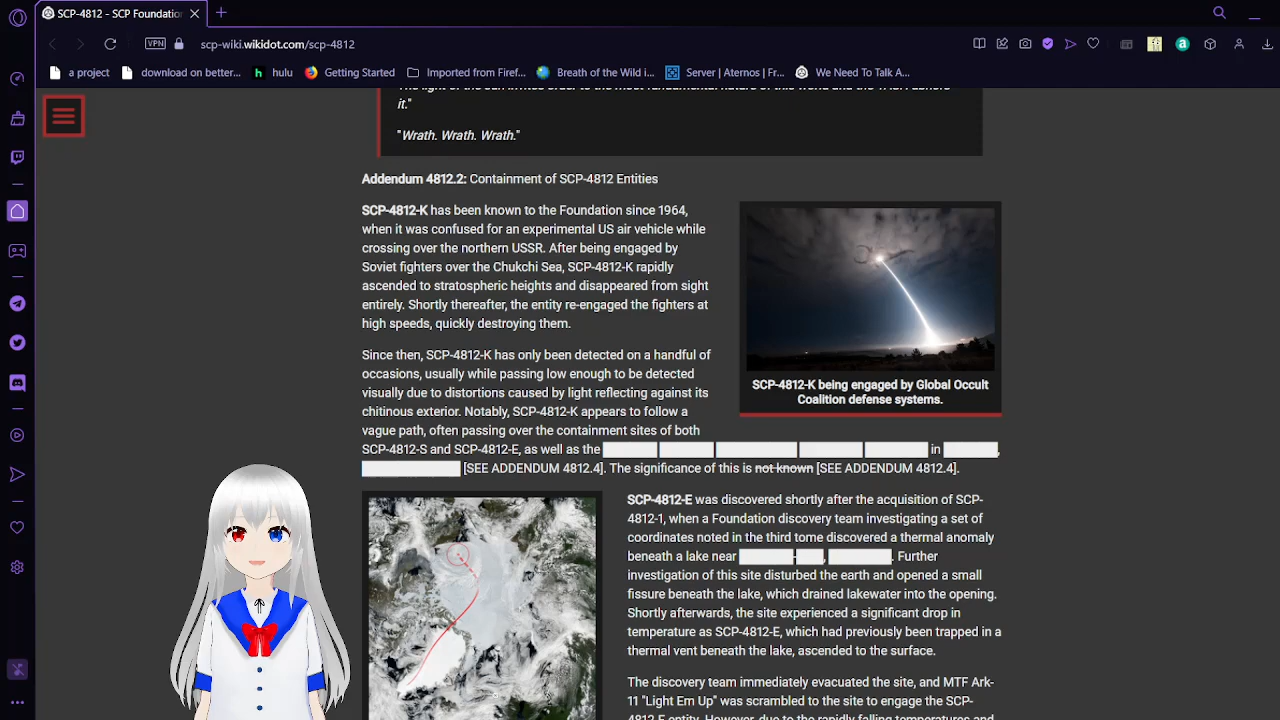 SCP-4812 - SCP Foundation
VPN
scp-wiki.wikidot.com/scp-4812
a project
download on better...
hulu
Getting Started
Imported from Firef...
Breath of the Wild i...
Server | Aternos | Fr...
We Need To Talk A...
it."
"Wrath. Wrath. Wrath."
Addendum 4812.2: Containment of SCP-4812 Entities
SCP-4812-K has been known to the Foundation since 1964,
when it was confused for an experimental US air vehicle while
crossing over the northern USSR. After being engaged by
Soviet fighters over the Chukchi Sea, SCP-4812-K rapidly
ascended to stratospheric heights and disappeared from sight
entirely. Shortly thereafter, the entity re-engaged the fighters at
high speeds, quickly destroying them.
SCP-4812-K being engaged by Global Occult
Coalition defense systems.
Since then, SCP-4812-K has only been detected on a handful of
occasions, usually while passing low enough to be detected
visually due to distortions caused by light reflecting against its
chitinous exterior. Notably, SCP-4812-K appears to follow a
vague path, often passing over the containment sites of both
SCP-4812-S and SCP-4812-E, as well as the in ,
[SEE ADDENDUM 4812.4]. The significance of this is not known [SEE ADDENDUM 4812.4].
SCP-4812-E was discovered shortly after the acquisition of SCP-
4812-1, when a Foundation discovery team investigating a set of
coordinates noted in the third tome discovered a thermal anomaly
beneath a lake near - , . Further
investigation of this site disturbed the earth and opened a small
fissure beneath the lake, which drained lakewater into the opening.
Shortly afterwards, the site experienced a significant drop in
temperature as SCP-4812-E, which had previously been trapped in a
thermal vent beneath the lake, ascended to the surface.
The discovery team immediately evacuated the site, and MTF Ark-
11 "Light Em Up" was scrambled to the site to engage the SCP-